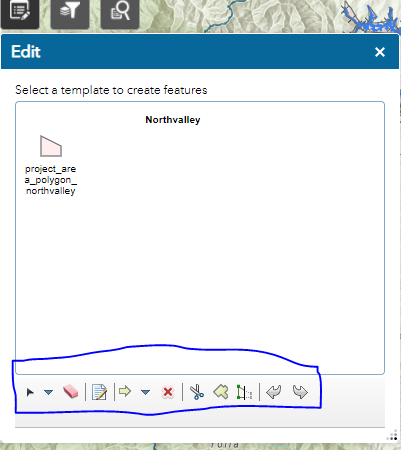 Edit
Select a template to create features
Northvalley
project_are
a_polygon_
northvalley